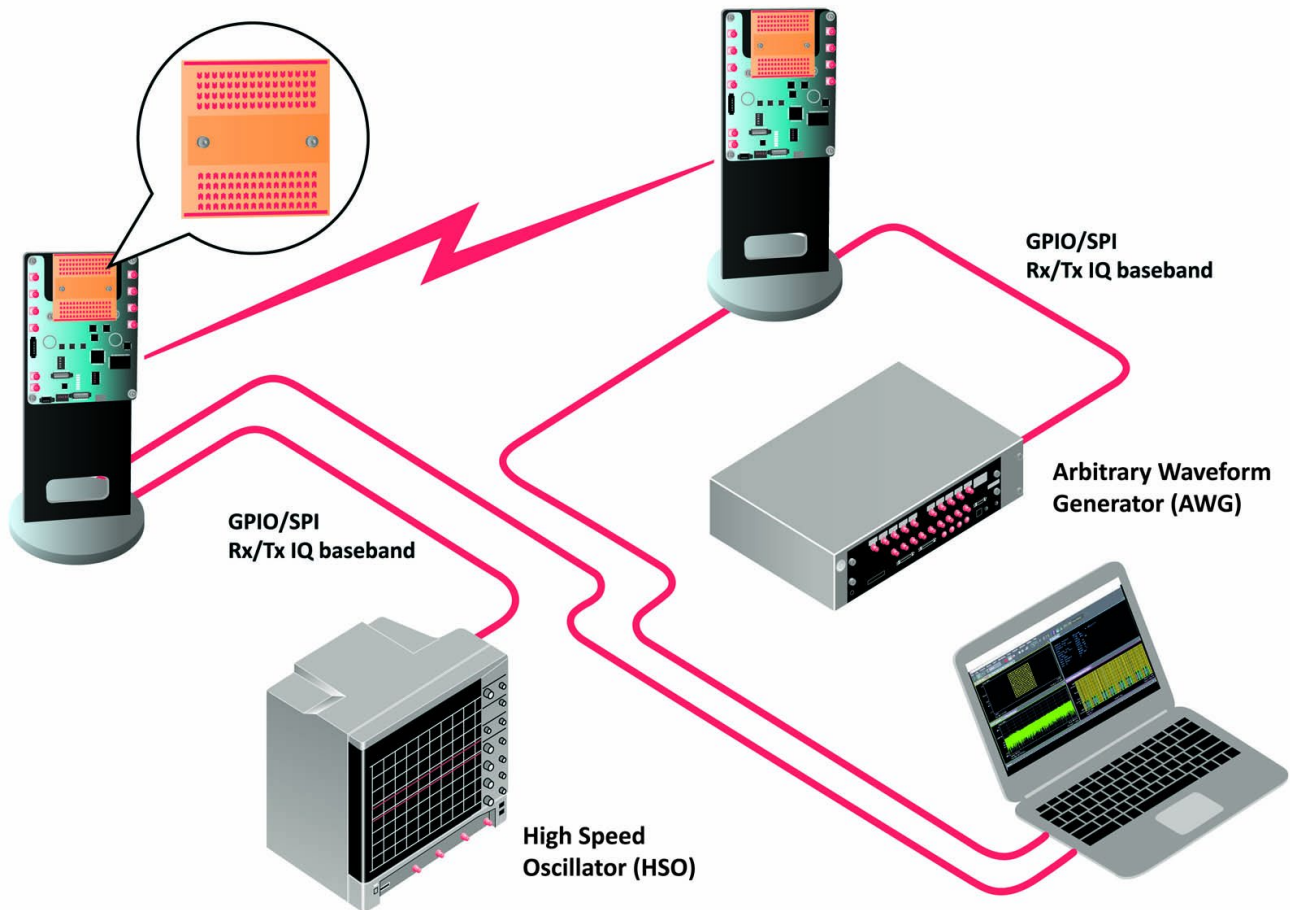 GPIO/SPI
Rx/Tx IQ baseband
Arbitrary Waveform
Generator (AWG)
GPIO/SPI
Rx/Tx IQ baseband
High Speed
Oscillator (HSO)